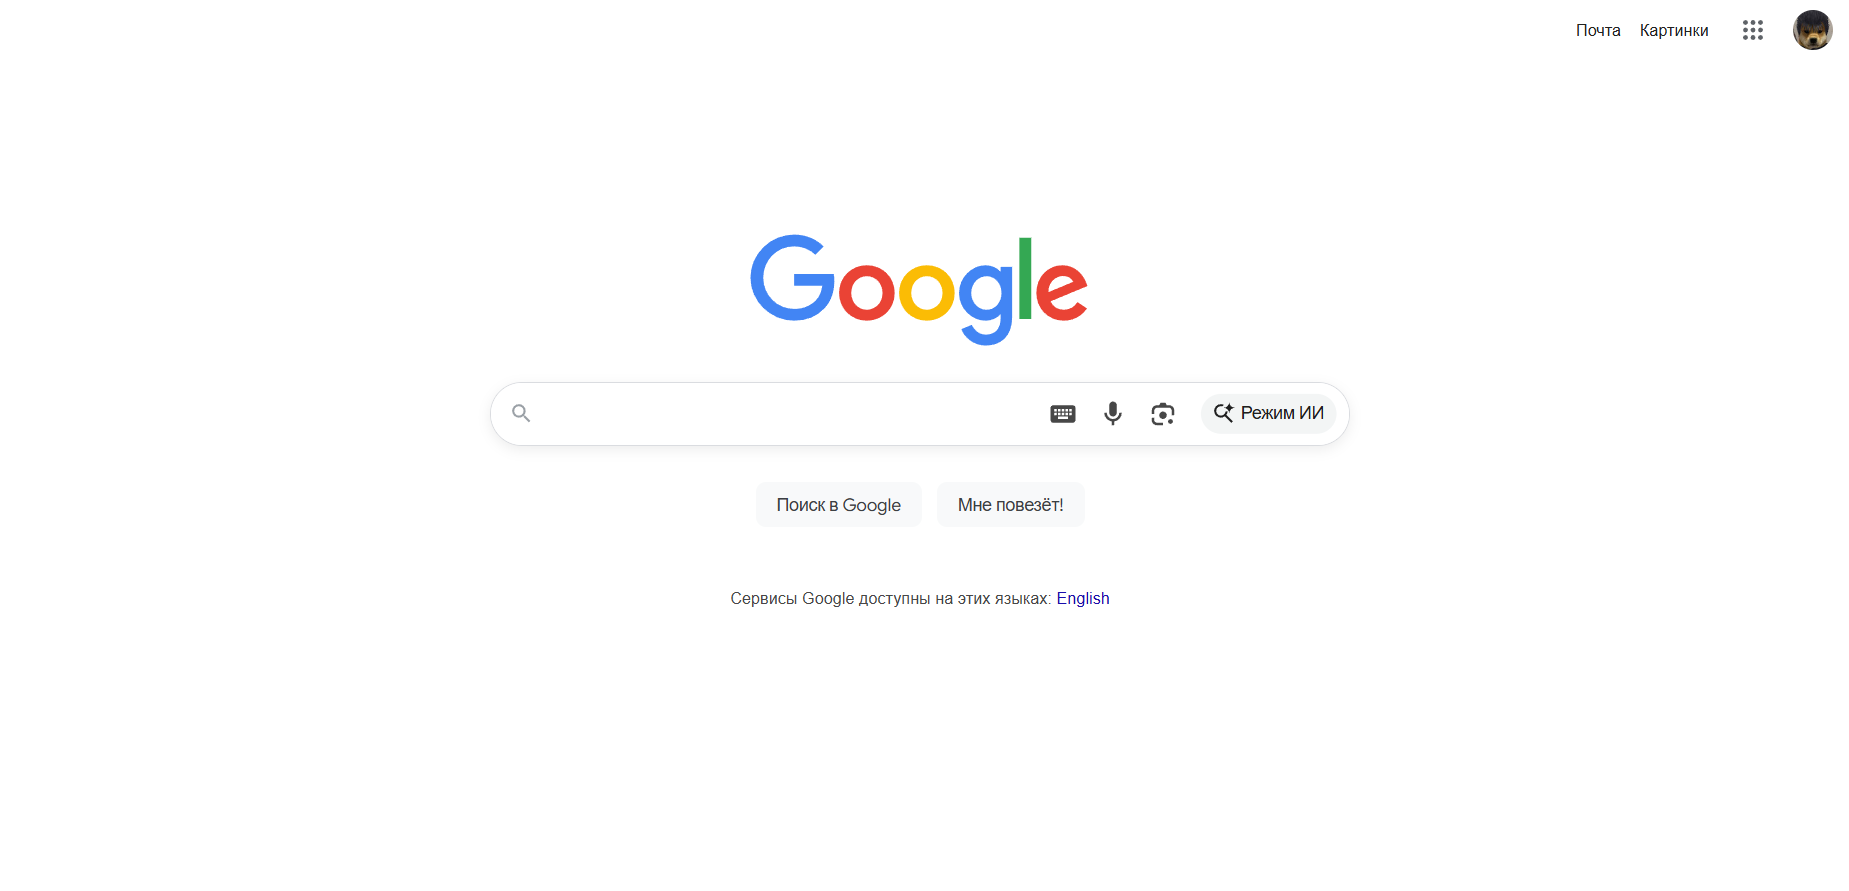 Почта Картинки
Google
Режим ИИ
Поиск в Google Мне повезёт!
Сервисы Google доступны на этих языках: English